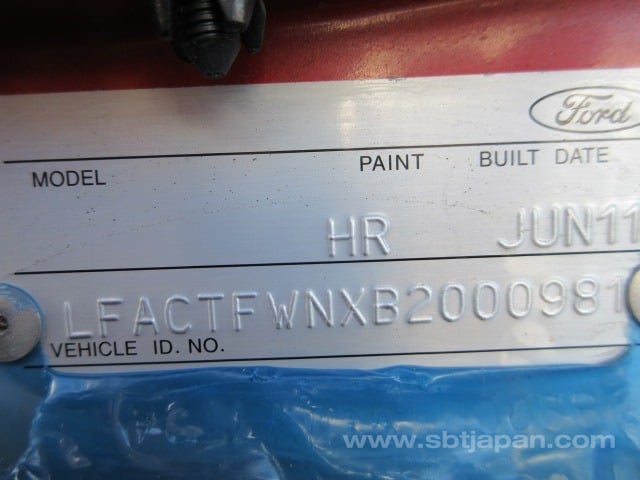 Ford
MODEL PAINT BUILT DATE
HR JUN11
LFACTFWNXB2000981
VEHICLE ID. NO.
www.sbtjapan.com